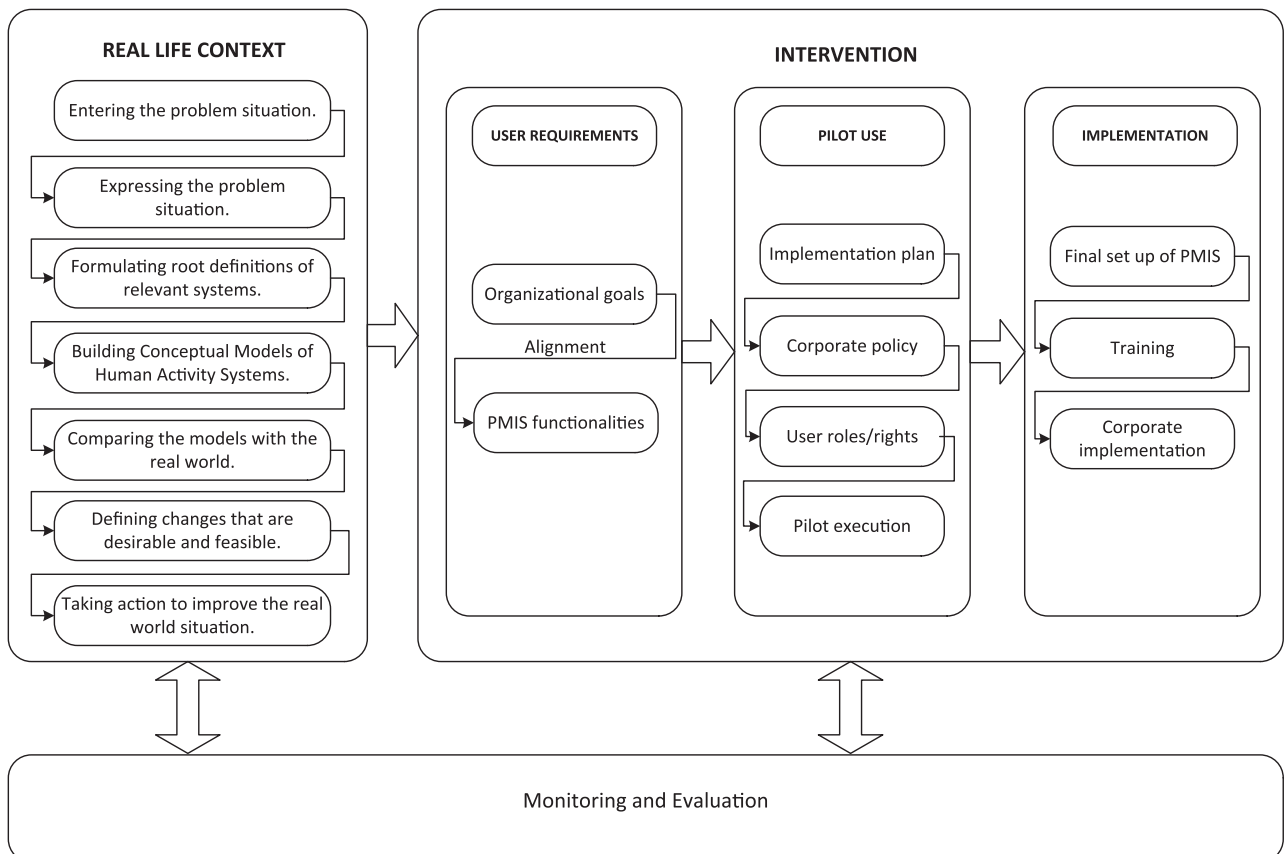 REAL LIFE CONTEXT
Entering the problem situation.
Expressing the problem
situation.
Formulating root definitions of
relevant systems.
Building Conceptual Models of
Human Activity Systems.
Comparing the models with the
real world.
Defining changes that are
desirable and feasible.
Taking action to improve the real
world situation.
INTERVENTION
USER REQUIREMENTS
Organizational goals
Alignment
PMIS functionalities
PILOT USE
Implementation plan
Corporate policy
User roles/rights
Pilot execution
IMPLEMENTATION
Final set up of PMIS
Training
Corporate
implementation
Monitoring and Evaluation